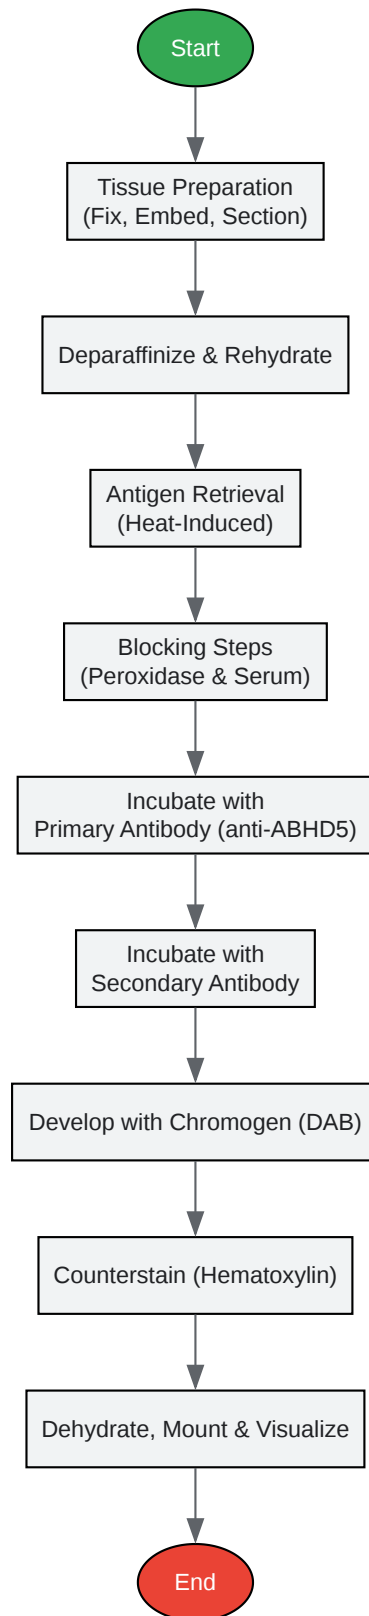 Start
Tissue Preparation
(Fix, Embed, Section)
Deparaffinize & Rehydrate
Antigen Retrieval
(Heat-Induced)
Blocking Steps
(Peroxidase & Serum)
Incubate with
Primary Antibody (anti-ABHD5)
Incubate with
Secondary Antibody
Develop with Chromogen (DAB)
Counterstain (Hematoxylin)
Dehydrate, Mount & Visualize
End